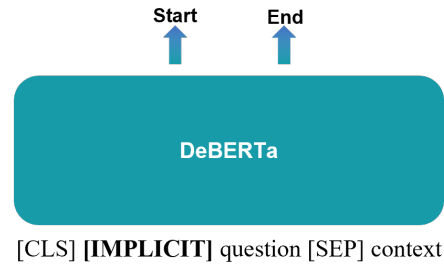 Start End
DeBERTa
[CLS] [IMPLICIT] question [SEP] context